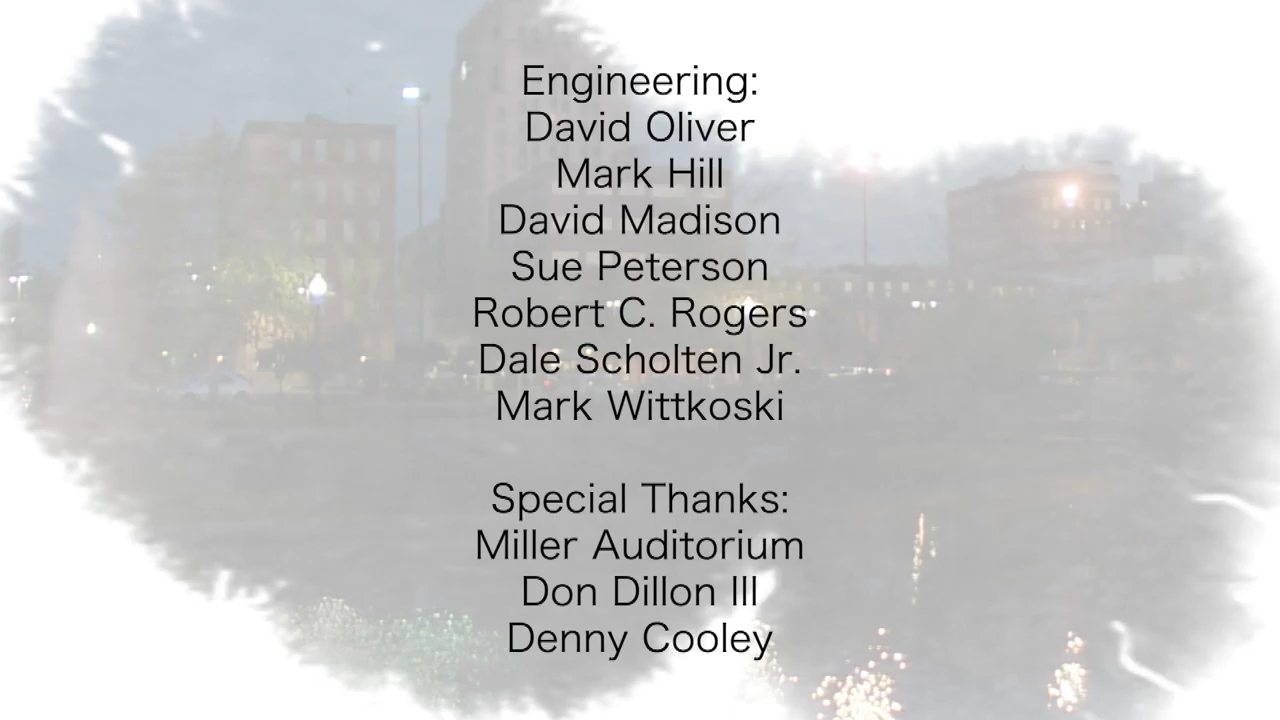 Engineering:
David Oliver
Mark Hill
David Madison
Sue Peterson
Robert C. Rogers
Dale Scholten Jr.
Mark Wittkoski
Special Thanks:
Miller Auditorium
Don Dillon III
Denny Cooley